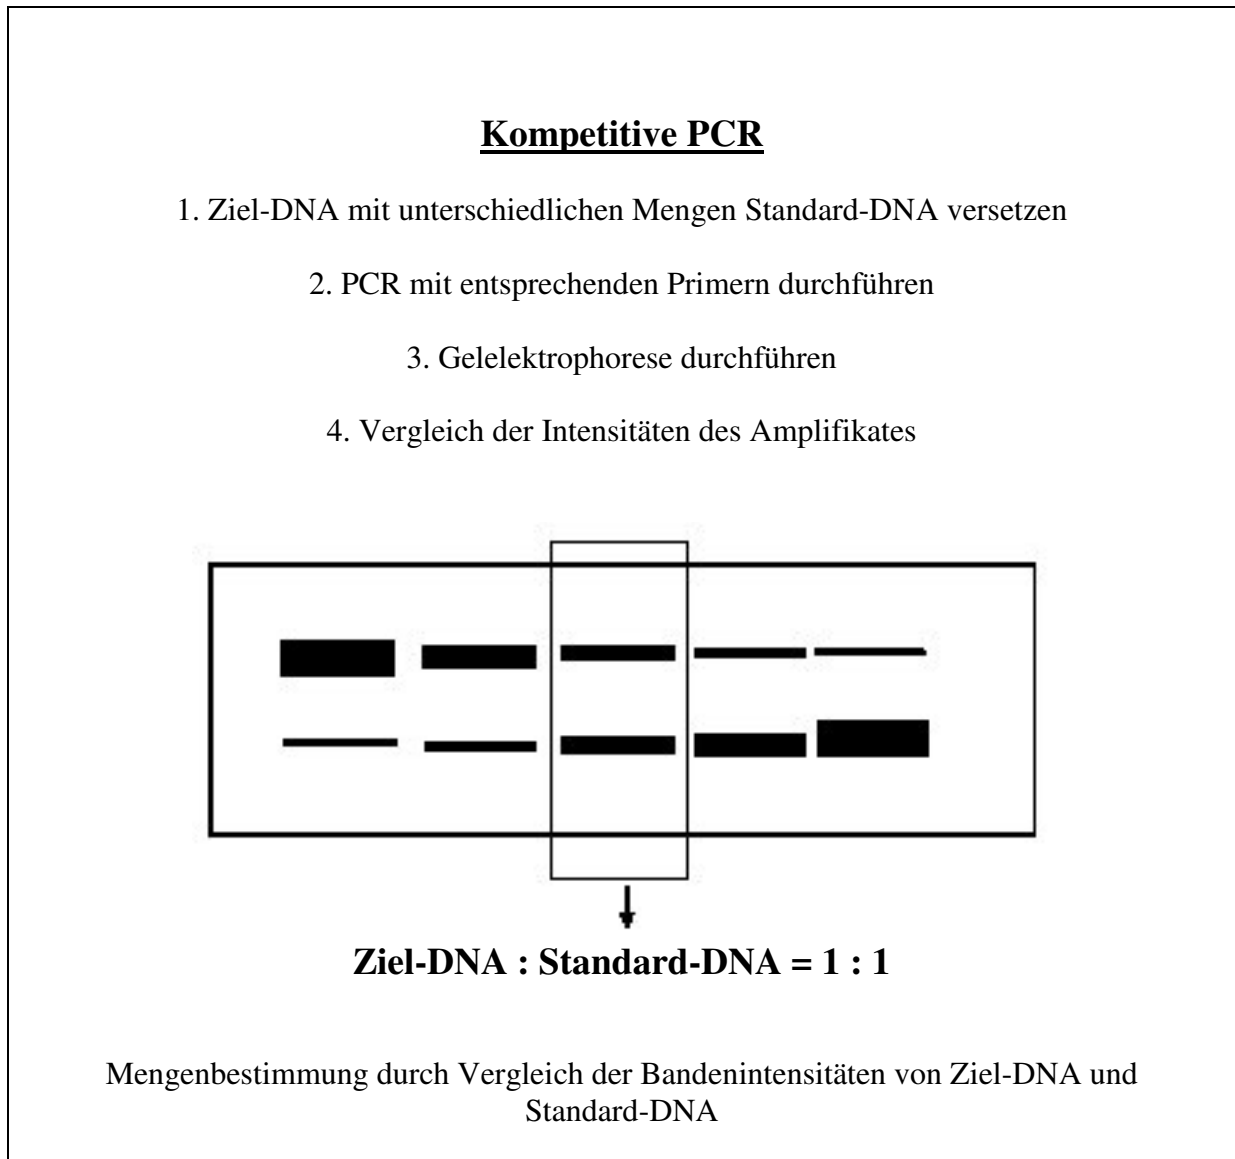 Kompetitive PCR
1. Ziel-DNA mit unterschiedlichen Mengen Standard-DNA versetzen
2. PCR mit entsprechenden Primern durchführen
3. Gelelektrophorese durchführen
4. Vergleich der Intensitäten des Amplifikates
Ziel-DNA : Standard-DNA = 1 : 1
Mengenbestimmung durch Vergleich der Bandenintensitäten von Ziel-DNA und
Standard-DNA